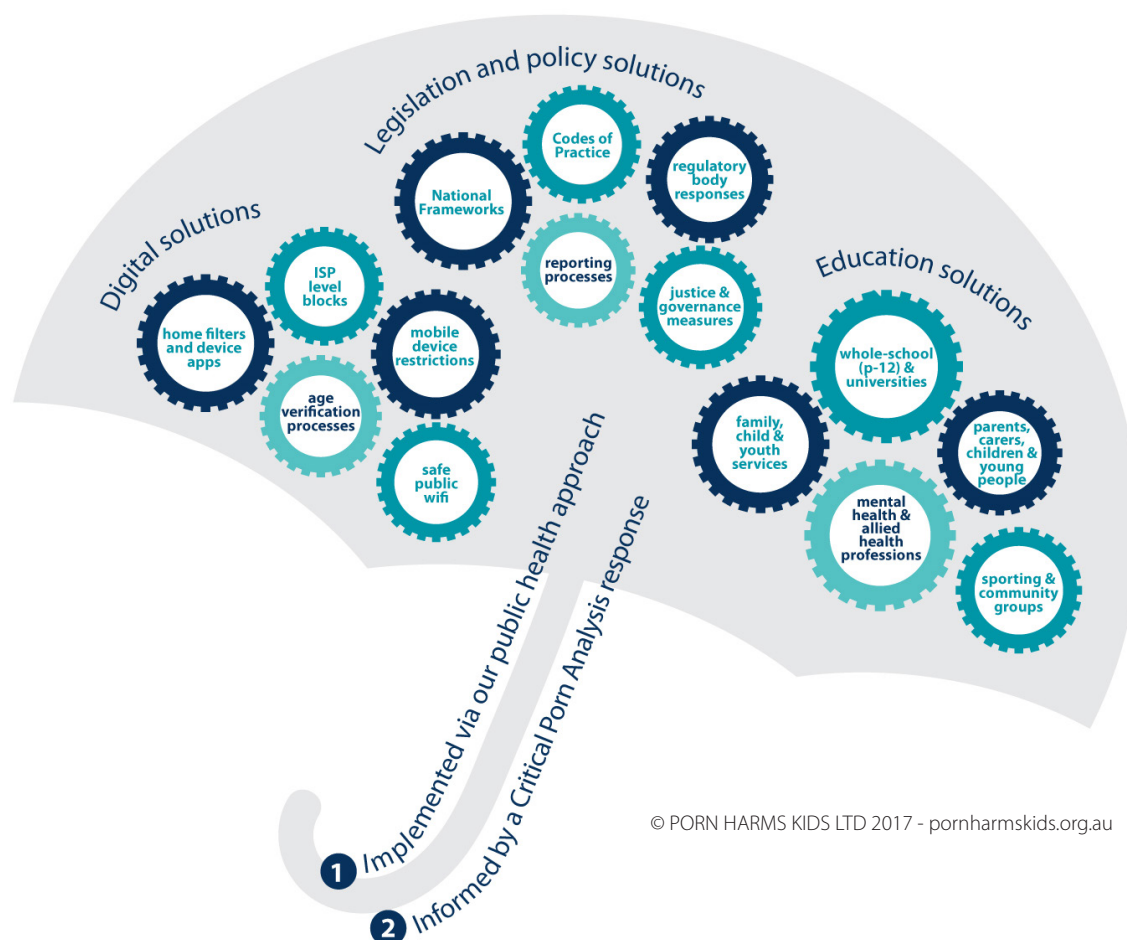 Legislation and policy solutions
Codes of
Practice
regulatory
body
responses
National
Frameworks
reporting
processes
justice &
governance
measures
Digital solutions
ISP
level
blocks
home filters
and device
apps
mobile
device
restrictions
age
verification
processes
safe
public
wifi
Education solutions
whole-school
(p-12) &
universities
family,
child &
youth
services
parents,
carers,
children &
young
people
mental
health &
allied
health
professions
sporting &
community
groups
1 Implemented via our public health approach
2 Informed by a Critical Porn Analysis response
© PORN HARMS KIDS LTD 2017 - pornharmskids.org.au